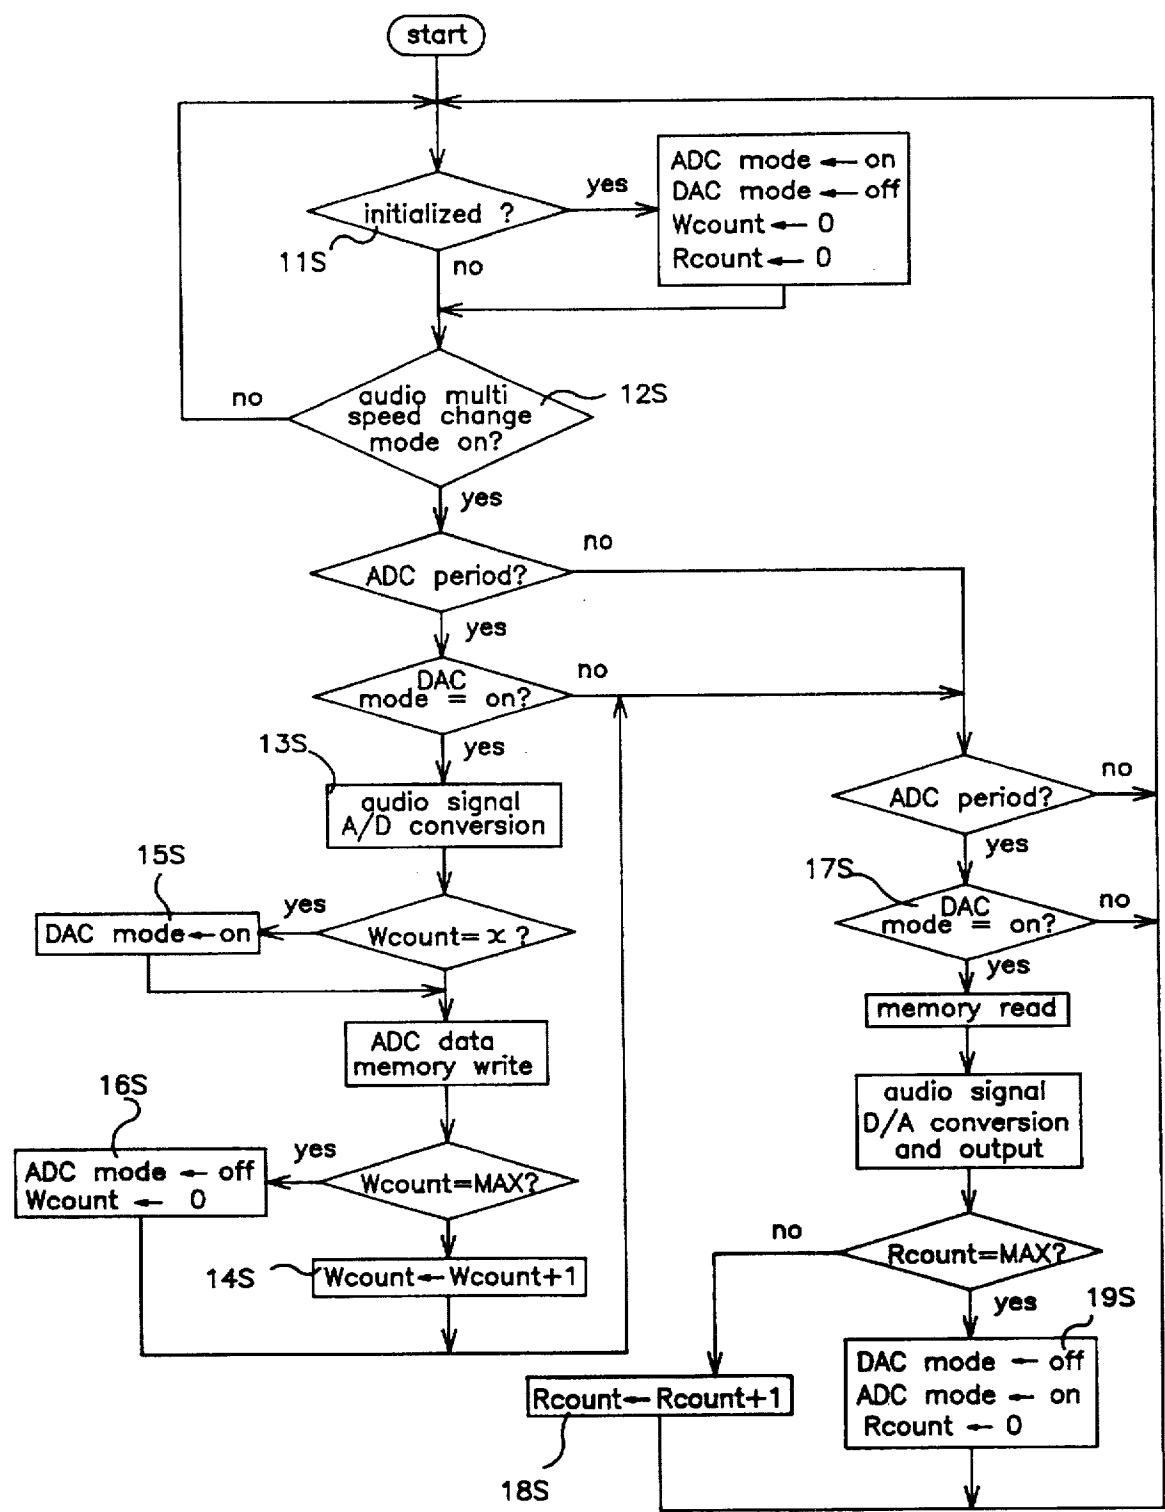 start
ADC mode ← on
DAC mode ← off
Wcount ← 0
Rcount ← 0
yes
initialized ?
11S
no
12S
no
audio multi
speed change
mode on?
yes
no
ADC period?
yes
no
DAC
mode = on?
yes
13S
audio signal
A/D conversion
15S
yes
DAC mode ← on
Wcount = x ?
ADC data
memory write
16S
yes
ADC mode ← off
Wcount ← 0
Wcount=MAX?
14S
Wcount ← Wcount+1
no
ADC period?
yes
17S
no
DAC
mode = on?
yes
memory read
audio signal
D/A conversion
and output
no
Rcount=MAX?
yes
19S
DAC mode ← off
ADC mode ← on
Rcount ← 0
Rcount ← Rcount+1
18S